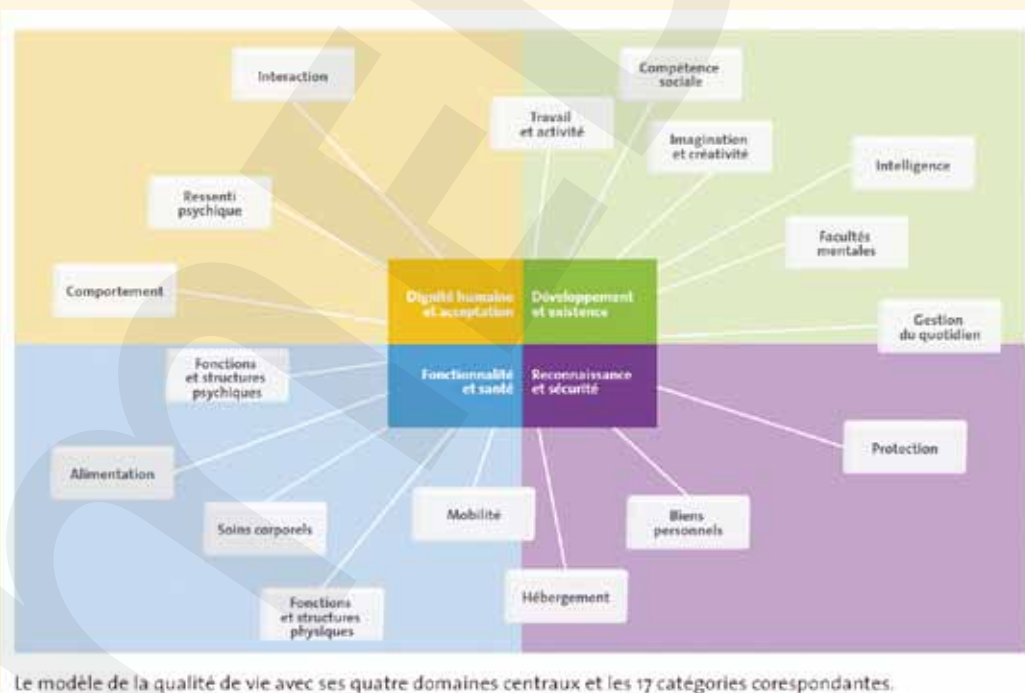 Interaction
Compétence
sociale
Travail
et activité
Imagination
et créativité
Intelligence
Ressenti
psychique
Facultés
mentales
Comportement
Dignité humaine
et acceptation
Développement
et existence
Gestion
du quotidien
Fonctions
et structures
psychiques
Fonctionnalité
et santé
Reconnaissance
et sécurité
Protection
Alimentation
Soins corporels
Mobilité
Biens
personnels
Hébergement
Fonctions
et structures
physiques
Le modèle de la qualité de vie avec ses quatre domaines centraux et les 17 catégories corespondantes.